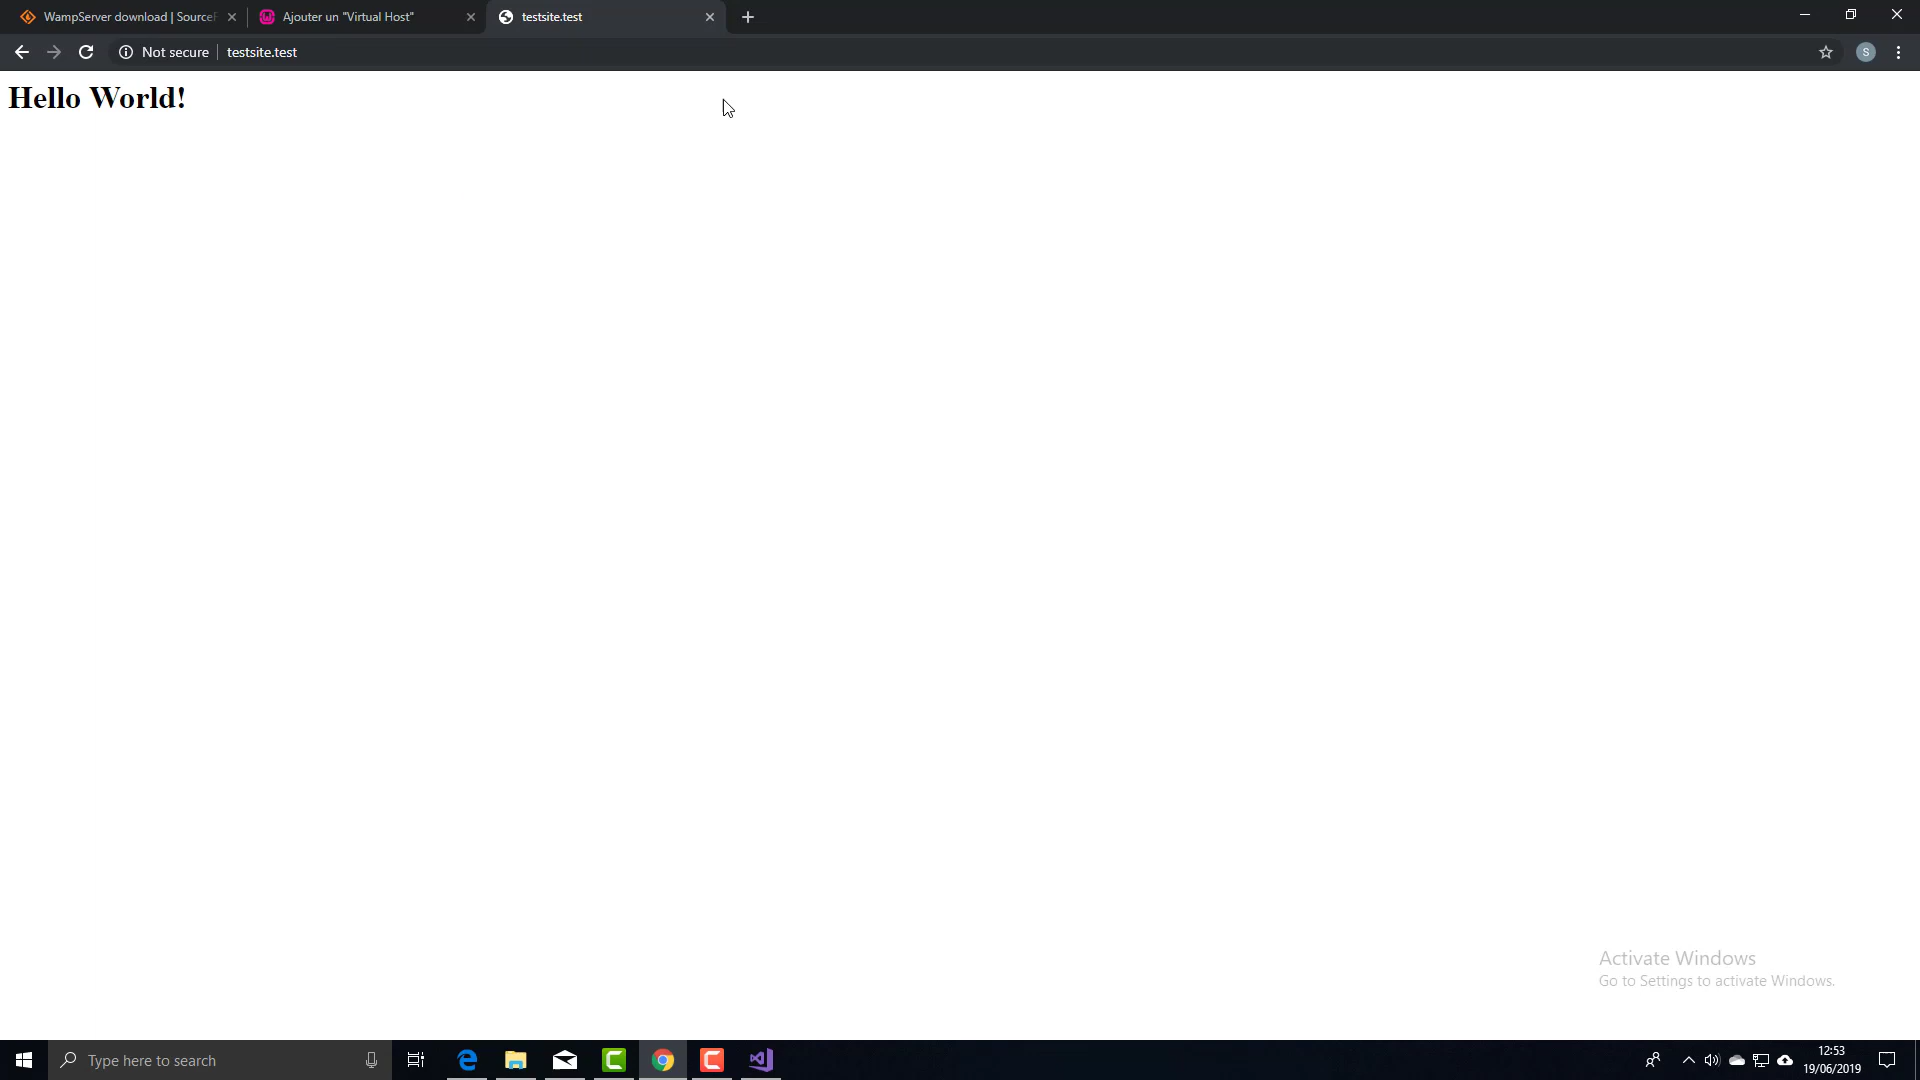 WampServer download | SourceF
Ajouter un "Virtual Host"
testsite.test
Not secure
testsite.test
S
Hello World!
Activate Windows
Go to Settings to activate Windows.
Type here to search
12:53
19/06/2019